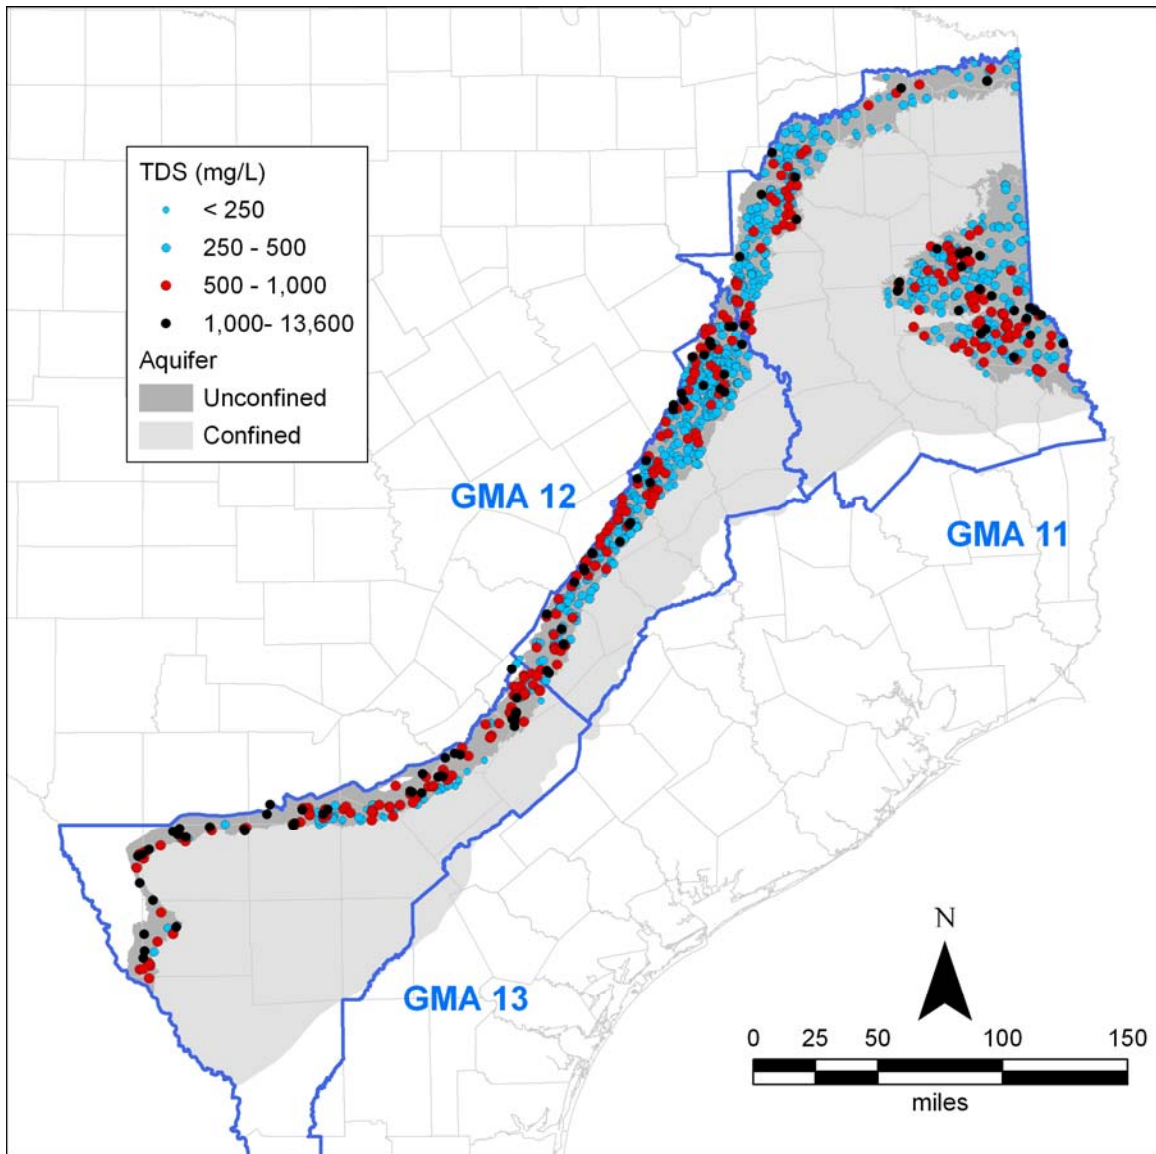 TDS (mg/L)
< 250
250 - 500
500 - 1,000
1,000- 13,600
Aquifer
Unconfined
Confined
GMA 12
GMA 11
GMA 13
N
0 25 50 100 150
miles